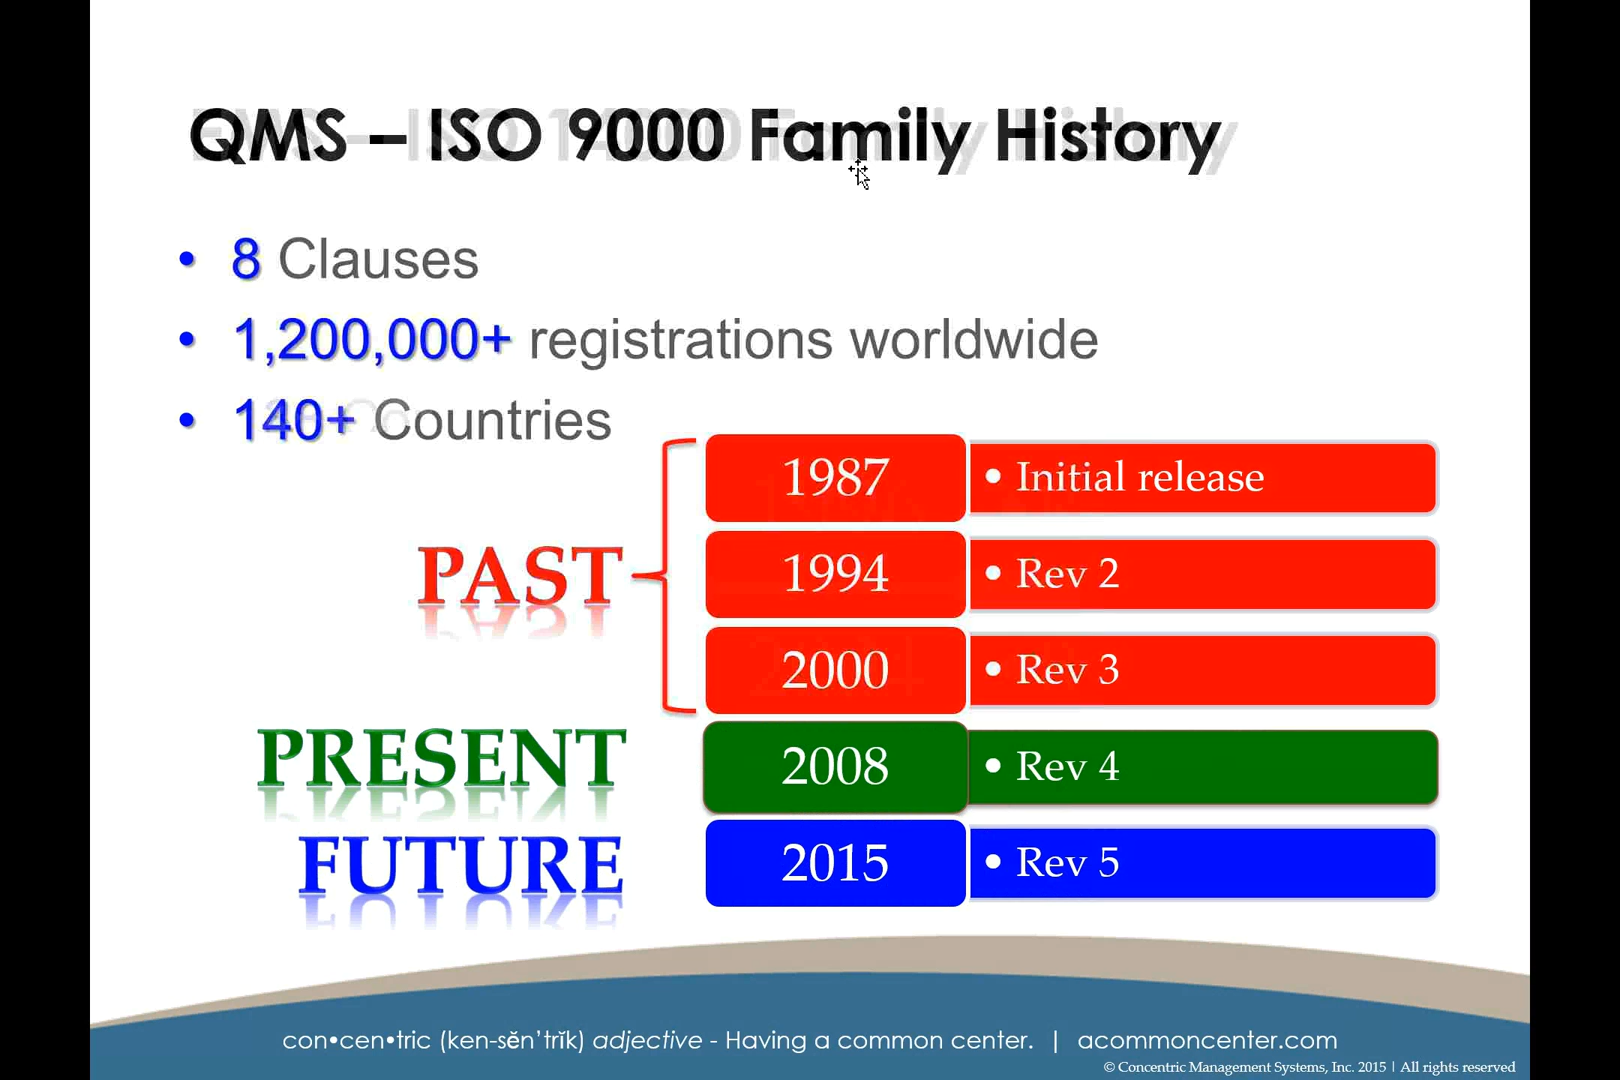 QMS – ISO 9000 Family History
• 8 Clauses
• 1,200,000+ registrations worldwide
• 140+ Countries
1987 • Initial release
PAST
1994 • Rev 2
2000 • Rev 3
PRESENT
2008 • Rev 4
FUTURE
2015 • Rev 5
con•cen•tric (ken-sĕn’trĭk) adjective - Having a common center. | acommoncenter.com
© Concentric Management Systems, Inc. 2015 | All rights reserved